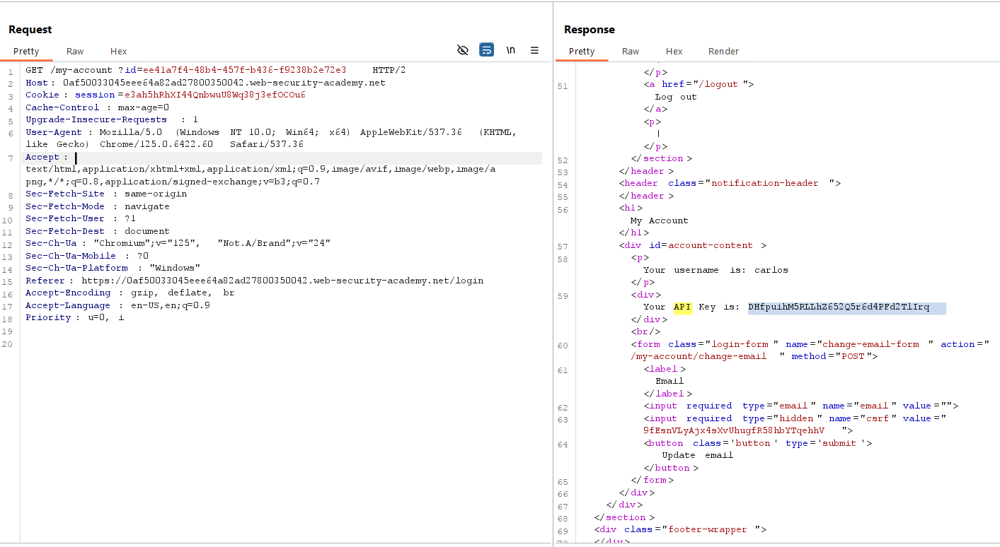 Request
Pretty Raw Hex \n
1 GET /my-account ?id=ee41a7f4-48b4-457f-b436-f9238b2e72e3 HTTP/2
2 Host : 0af50033045eee64a82ad27800350042.web-security-academy.net
3 Cookie : session =e3ah5hRhXI44QnbwuU8Wq38j3efOCOu6
4 Cache-Control : max-age=0
5 Upgrade-Insecure-Requests : 1
6 User-Agent : Mozilla/5.0 (Windows NT 10.0; Win64; x64) AppleWebKit/537.36 (KHTML,
like Gecko) Chrome/125.0.6422.60 Safari/537.36
7 Accept :
text/html,application/xhtml+xml,application/xml;q=0.9,image/avif,image/webp,image/a
png,*/*;q=0.8,application/signed-exchange;v=b3;q=0.7
8 Sec-Fetch-Site : same-origin
9 Sec-Fetch-Mode : navigate
10 Sec-Fetch-User : ?1
11 Sec-Fetch-Dest : document
12 Sec-Ch-Ua : "Chromium";v="125", "Not.A/Brand";v="24"
13 Sec-Ch-Ua-Mobile : ?0
14 Sec-Ch-Ua-Platform : "Windows"
15 Referer : https://0af50033045eee64a82ad27800350042.web-security-academy.net/login
16 Accept-Encoding : gzip, deflate, br
17 Accept-Language : en-US,en;q=0.9
18 Priority : u=0, i
19
20
Response
Pretty Raw Hex Render
</p>
51 <a href="/logout ">
Log out
</a>
<p>
|
</p>
52 </section >
53 </header >
54 <header class="notification-header ">
55 </header >
56 <h1>
My Account
</h1>
57 <div id=account-content >
58 <p>
Your username is: carlos
</p>
59 <div>
Your API Key is: DHfpuihM5RLLhZ652Q5r6d4PFd2TlIrq
</div>
<br/>
60 <form class="login-form " name="change-email-form " action="
/my-account/change-email " method="POST">
61 <label >
Email
</label >
62 <input required type="email " name="email " value="">
63 <input required type="hidden " name="csrf " value="
9fEsnVLyAjx4sXvUhugfR58hbYTqehhV ">
64 <button class='button ' type='submit '>
Update email
</button >
65 </form>
66 </div>
67 </div>
68 </section >
69 <div class="footer-wrapper ">
70 </div>